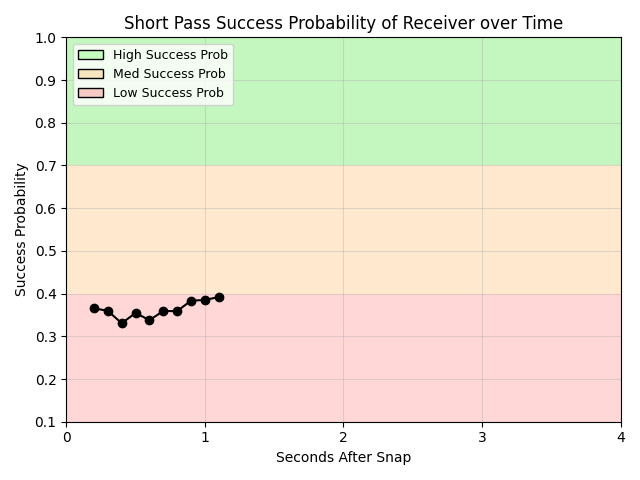 Short Pass Success Probability of Receiver over Time
1.0
0.9
0.8
0.7
0.6
0.5
0.4
0.3
0.2
0.1
High Success Prob
Med Success Prob
Low Success Prob
Success Probability
0 1 2 3 4
Seconds After Snap